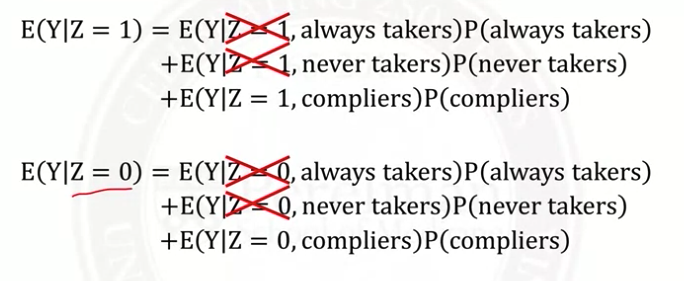 E(Y|Z = 1) = E(Y|Z = 1, always takers)P(always takers)
+E(Y|Z = 1, never takers)P(never takers)
+E(Y|Z = 1, compliers)P(compliers)
E(Y|Z = 0) = E(Y|Z = 0, always takers)P(always takers)
+E(Y|Z = 0, never takers)P(never takers)
+E(Y|Z = 0, compliers)P(compliers)